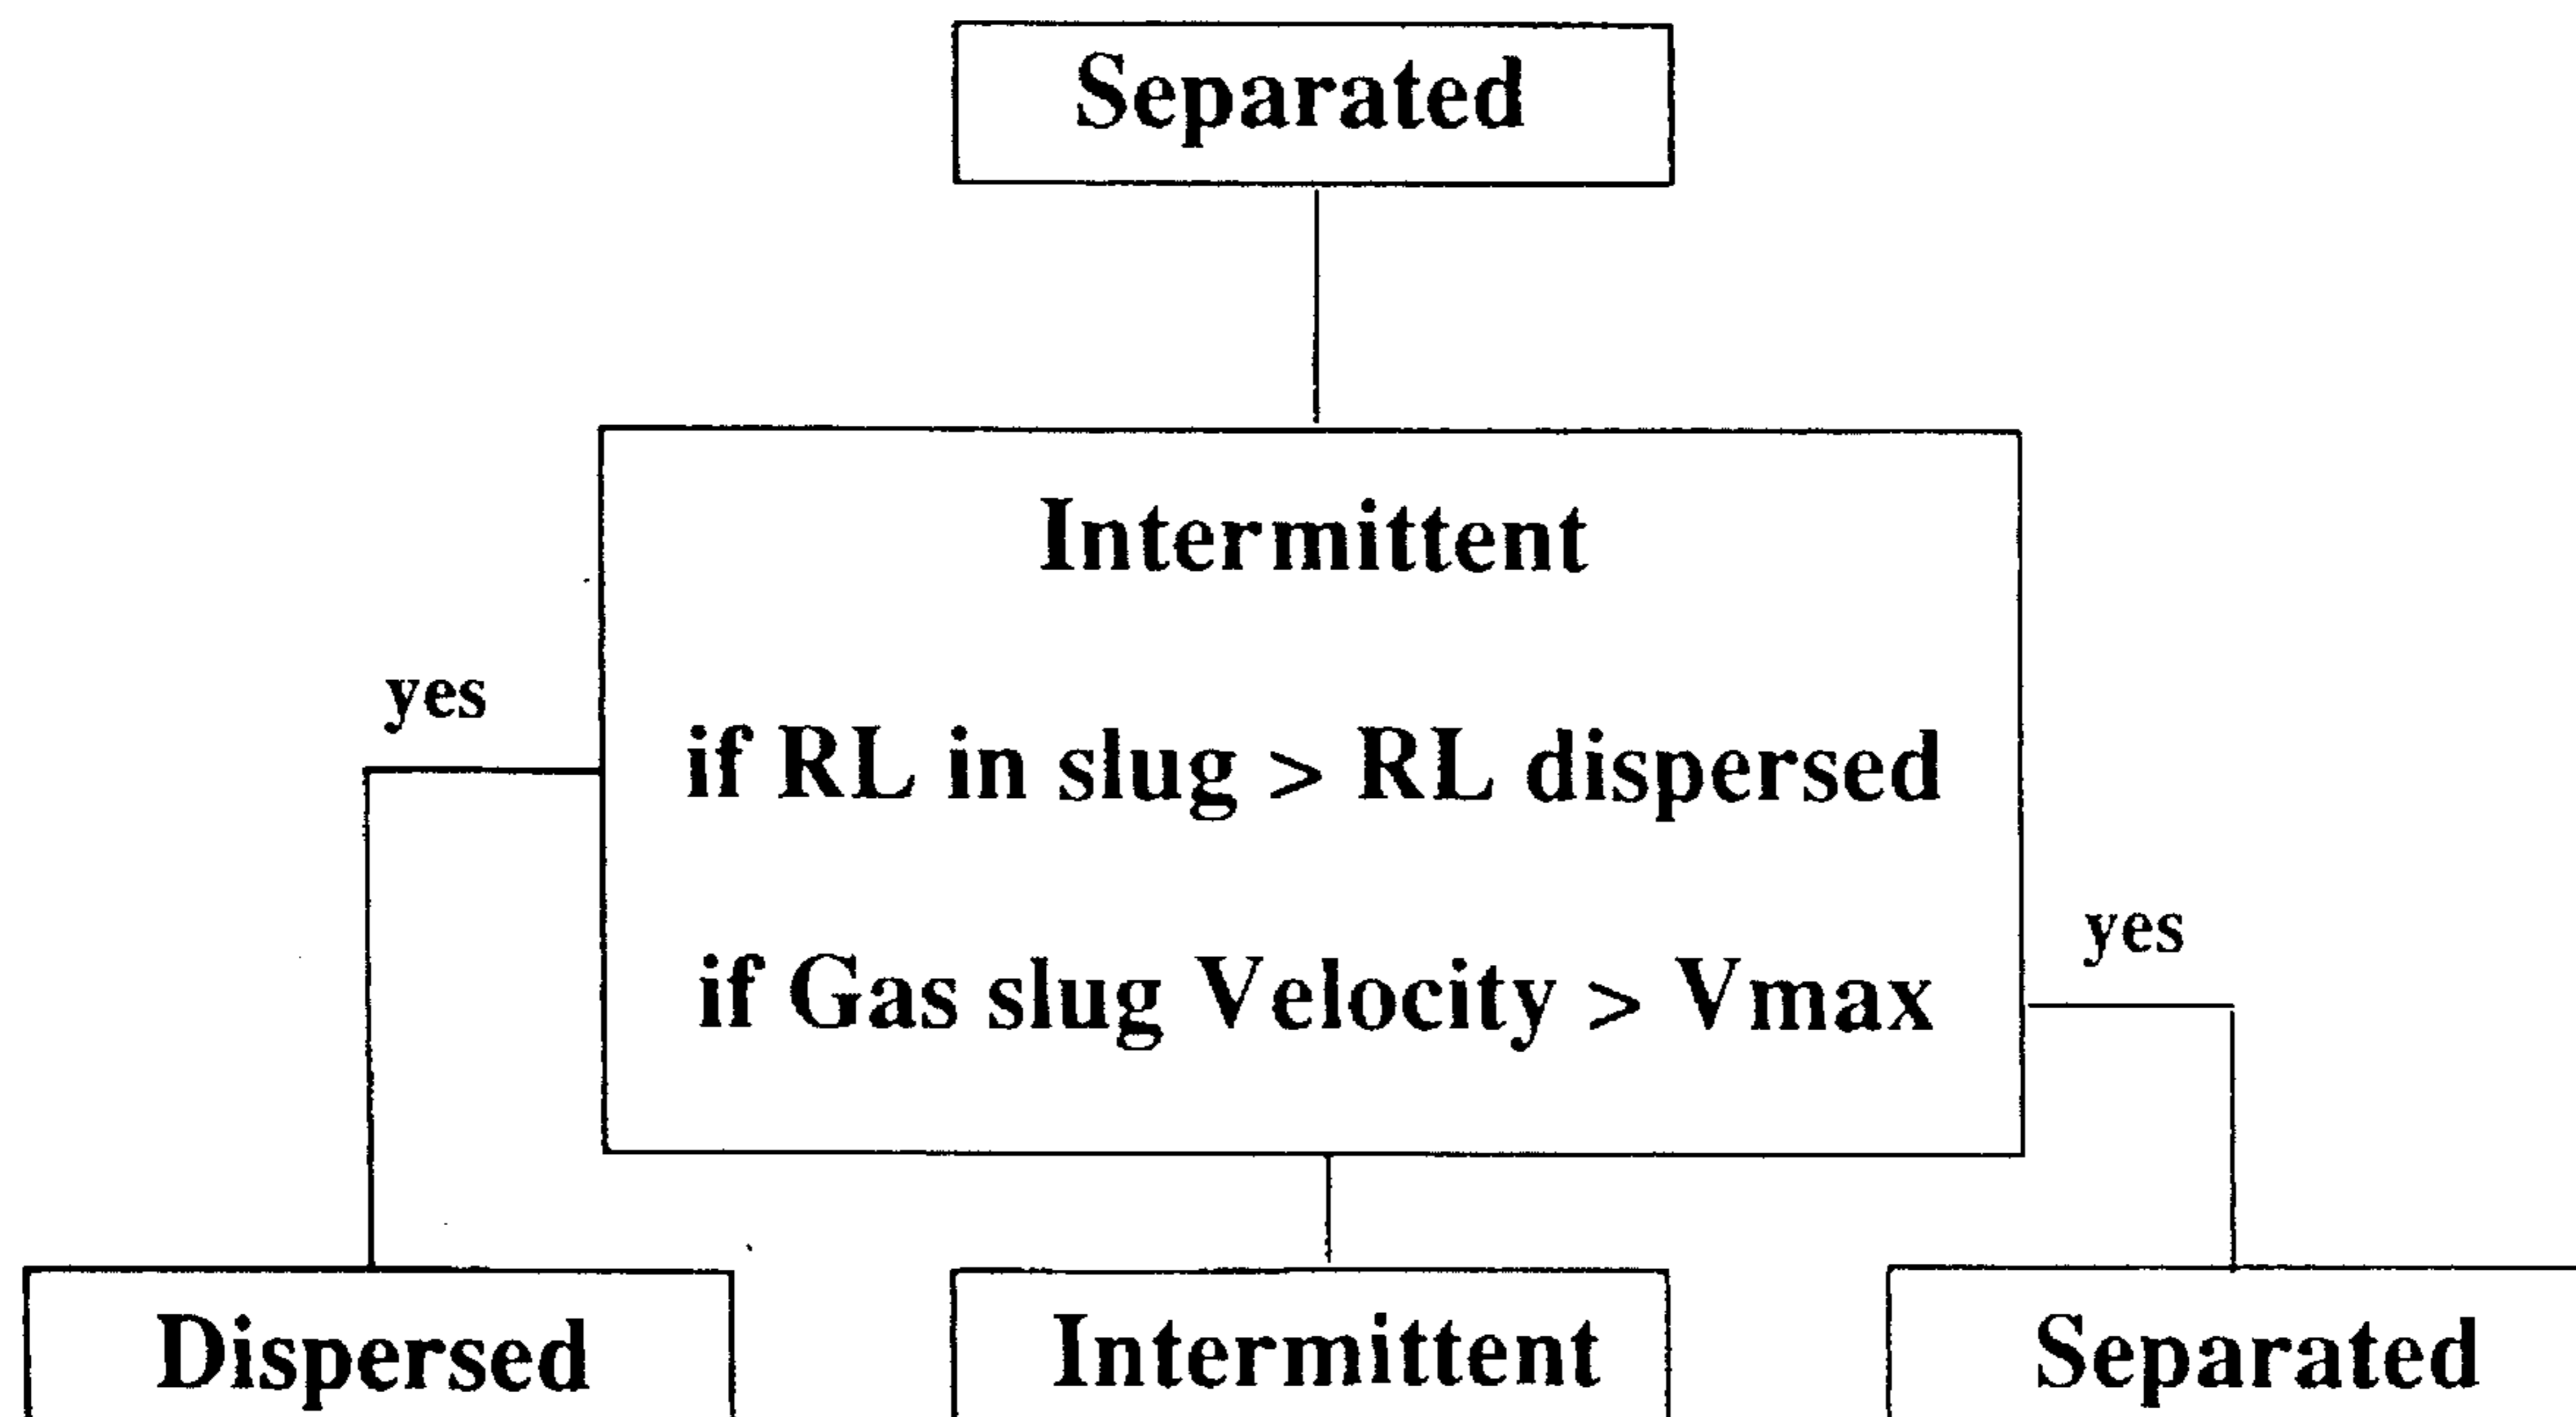 Separated
Intermittent
yes
if RL in slug > RL dispersed
if Gas slug Velocity > Vmax
yes
Dispersed
Intermittent
Separated